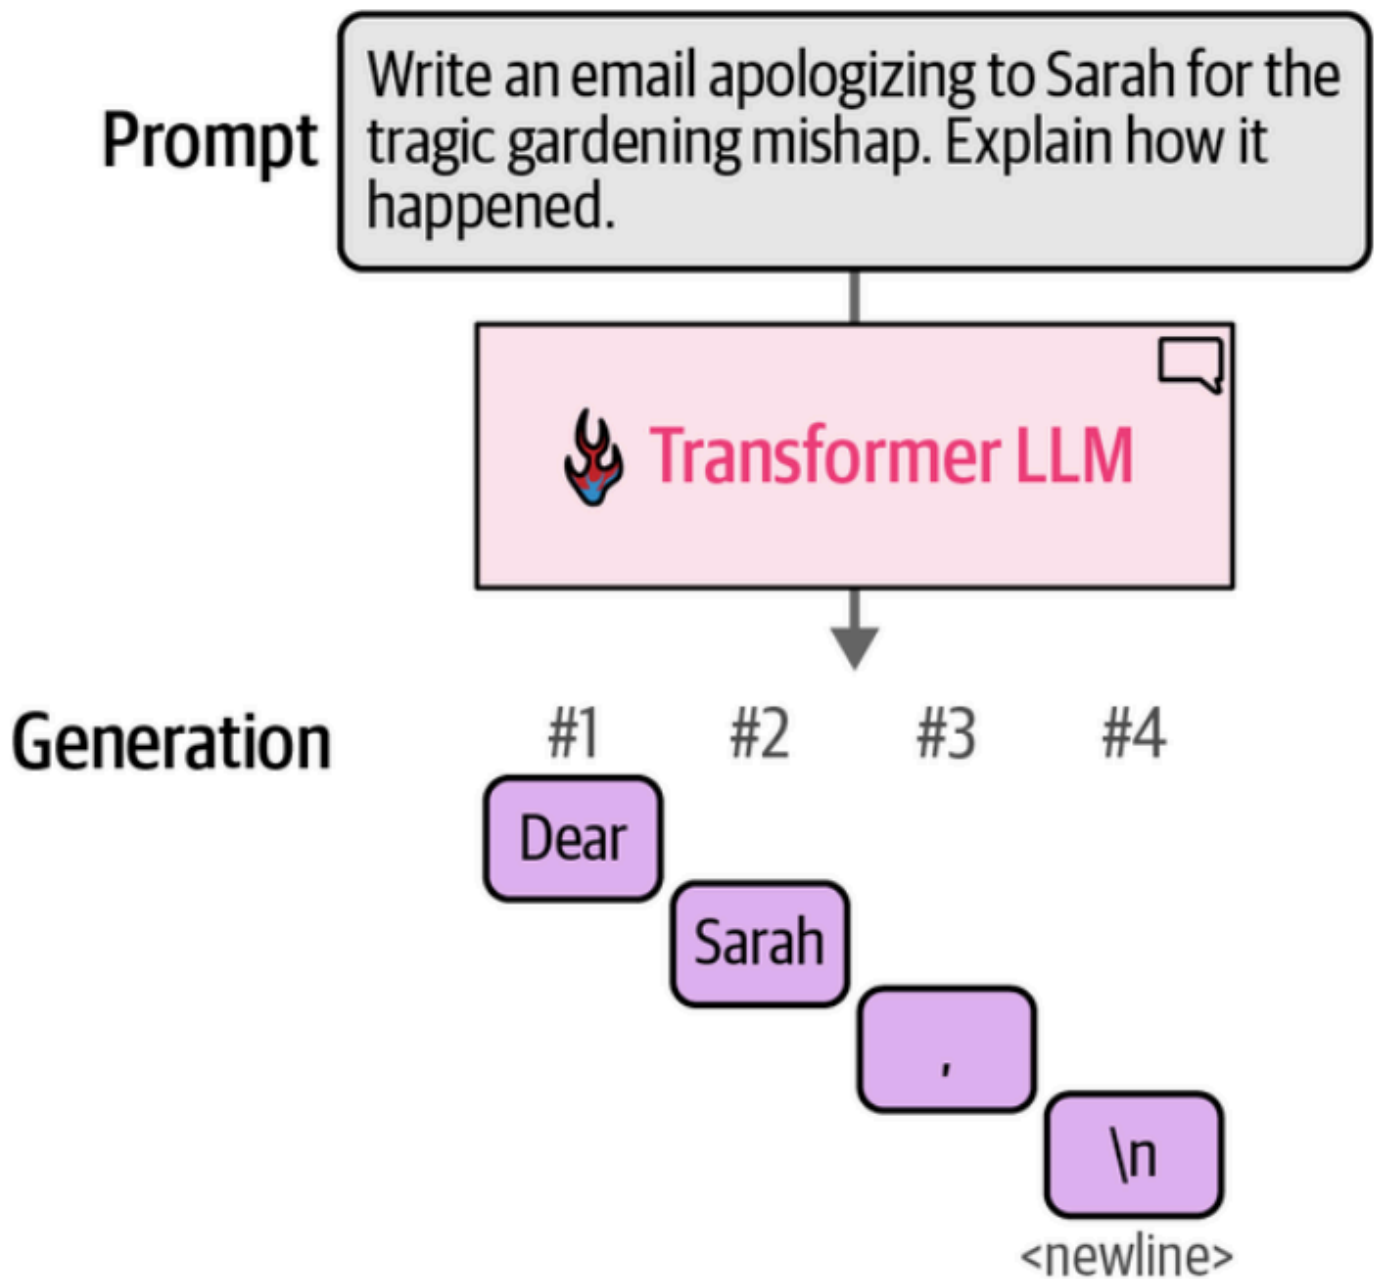 Prompt
Write an email apologizing to Sarah for the
tragic gardening mishap. Explain how it
happened.
Transformer LLM
Generation
#1 #2 #3 #4
Dear
Sarah
,
\n
<newline>